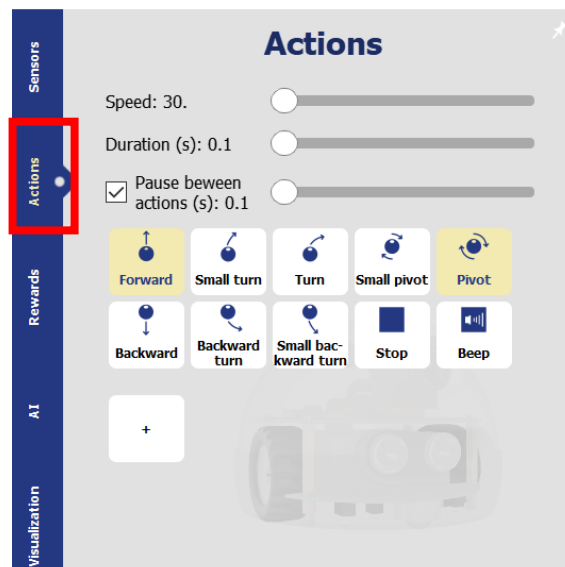 Actions
Sensors
Actions
Rewards
AI
Visualization
Speed: 30.
Duration (s): 0.1
Pause beween
actions (s): 0.1
Forward
Small turn
Turn
Small pivot
Pivot
Backward
Backward
turn
Small bac-
kward turn
Stop
Beep
+